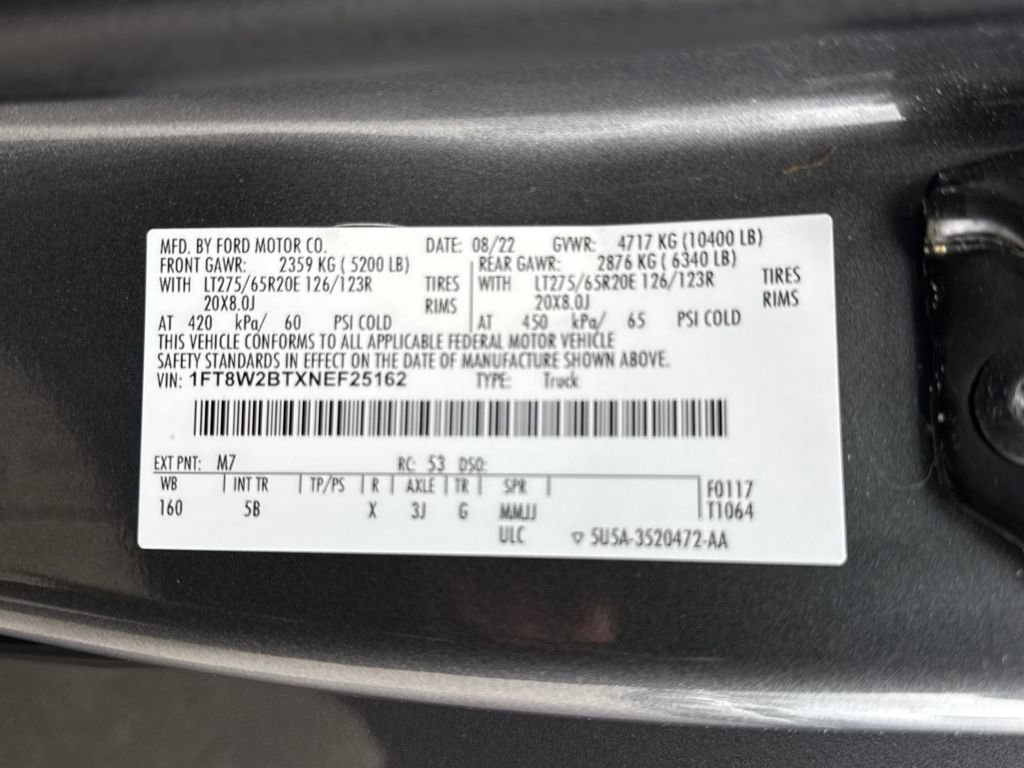 MFD. BY FORD MOTOR CO. DATE: 08/22 GVWR: 4717 KG (10400 LB)
FRONT GAWR: 2359 KG ( 5200 LB) REAR GAWR: 2876 KG ( 6340 LB)
WITH LT275/65R20E 126/123R TIRES WITH LT275/65R20E 126/123R TIRES
20X8.0J RIMS 20X8.0J RIMS
AT 420 kPa/ 60 PSI COLD AT 450 kPa/ 65 PSI COLD
THIS VEHICLE CONFORMS TO ALL APPLICABLE FEDERAL MOTOR VEHICLE
SAFETY STANDARDS IN EFFECT ON THE DATE OF MANUFACTURE SHOWN ABOVE.
VIN: 1FT8W2BTXNEF25162 TYPE: Truck
EXT PNT: M7 RC: 53 DSO:
WB INT TR TP/PS R AXLE TR SPR F0117
160 5B X 3J G MMJJ T1064
ULC ▽ 5U5A-3520472-AA